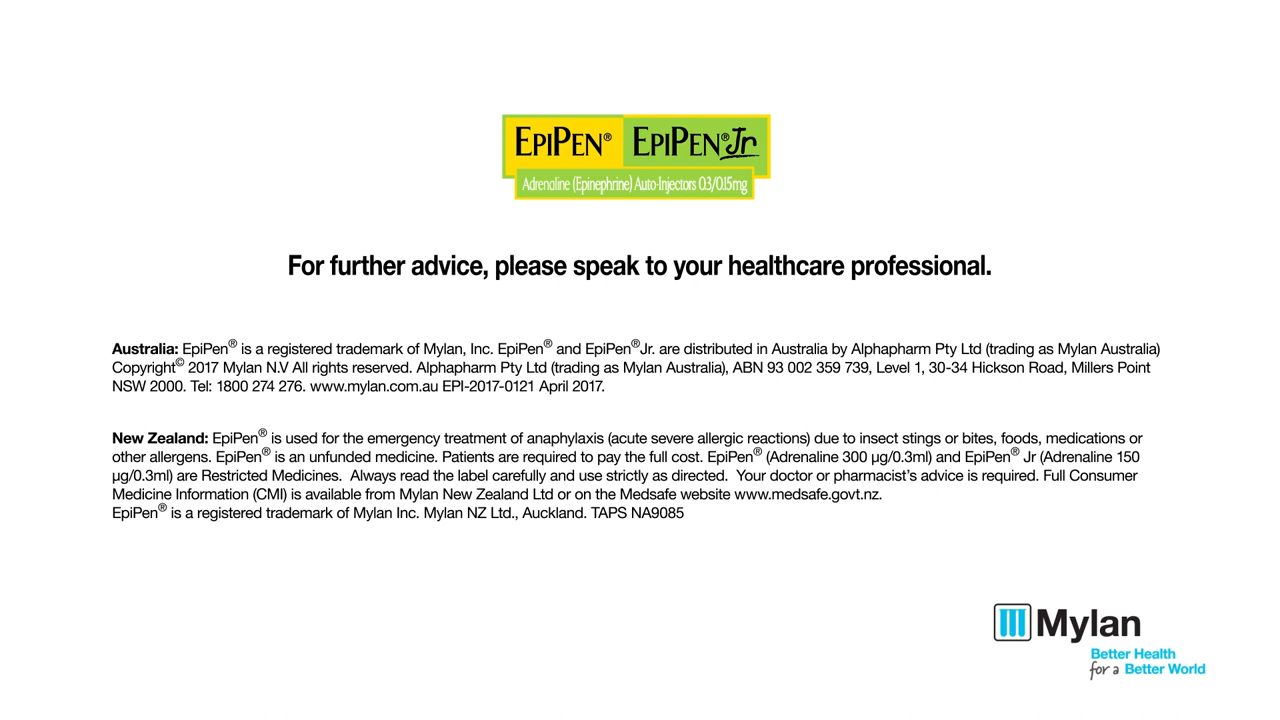 EPIPEN® EPIPEN®Jr
Adrenaline (Epinephrine) Auto-Injectors 0.3/0.15mg
For further advice, please speak to your healthcare professional.
Australia: EpiPen® is a registered trademark of Mylan, Inc. EpiPen® and EpiPen®Jr. are distributed in Australia by Alphapharm Pty Ltd (trading as Mylan Australia)
Copyright© 2017 Mylan N.V All rights reserved. Alphapharm Pty Ltd (trading as Mylan Australia), ABN 93 002 359 739, Level 1, 30-34 Hickson Road, Millers Point
NSW 2000. Tel: 1800 274 276. www.mylan.com.au EPI-2017-0121 April 2017.
New Zealand: EpiPen® is used for the emergency treatment of anaphylaxis (acute severe allergic reactions) due to insect stings or bites, foods, medications or
other allergens. EpiPen® is an unfunded medicine. Patients are required to pay the full cost. EpiPen® (Adrenaline 300 µg/0.3ml) and EpiPen® Jr (Adrenaline 150
µg/0.3ml) are Restricted Medicines. Always read the label carefully and use strictly as directed. Your doctor or pharmacist's advice is required. Full Consumer
Medicine Information (CMI) is available from Mylan New Zealand Ltd or on the Medsafe website www.medsafe.govt.nz.
EpiPen® is a registered trademark of Mylan Inc. Mylan NZ Ltd., Auckland. TAPS NA9085
Mylan
Better Health
for a Better World